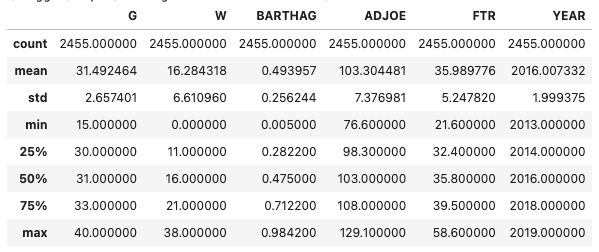 G W BARTHAG ADJOE FTR YEAR
count 2455.000000 2455.000000 2455.000000 2455.000000 2455.000000 2455.000000
mean 31.492464 16.284318 0.493957 103.304481 35.989776 2016.007332
std 2.657401 6.610960 0.256244 7.376981 5.247820 1.999375
min 15.000000 0.000000 0.005000 76.600000 21.600000 2013.000000
25% 30.000000 11.000000 0.282200 98.300000 32.400000 2014.000000
50% 31.000000 16.000000 0.475000 103.000000 35.800000 2016.000000
75% 33.000000 21.000000 0.712200 108.000000 39.500000 2018.000000
max 40.000000 38.000000 0.984200 129.100000 58.600000 2019.000000